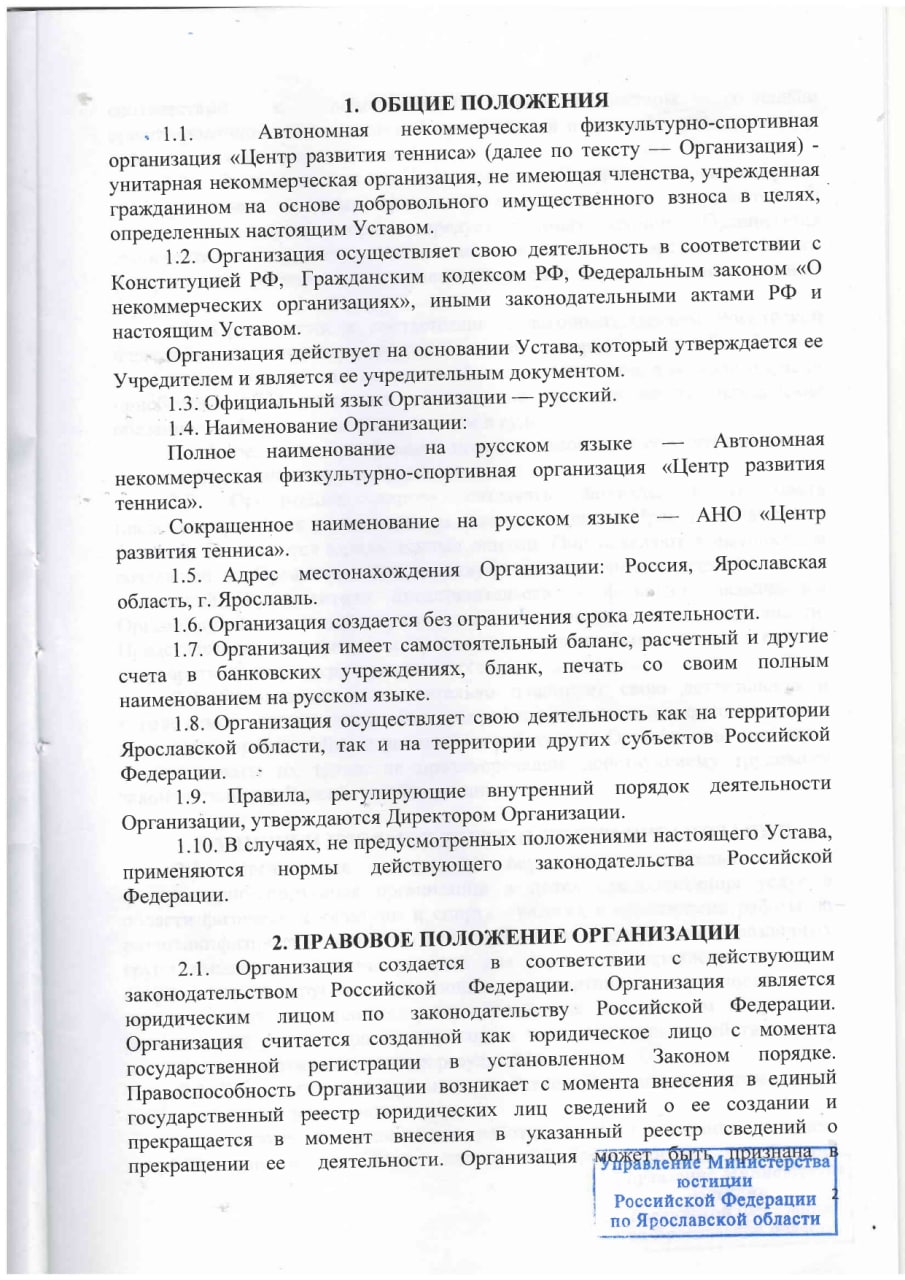 1. ОБЩИЕ ПОЛОЖЕНИЯ
1.1. Автономная некоммерческая физкультурно-спортивная
организация «Центр развития тенниса» (далее по тексту — Организация) -
унитарная некоммерческая организация, не имеющая членства, учрежденная
гражданином на основе добровольного имущественного взноса в целях,
определенных настоящим Уставом.
1.2. Организация осуществляет свою деятельность в соответствии с
Конституцией РФ, Гражданским кодексом РФ, Федеральным законом «О
некоммерческих организациях», иными законодательными актами РФ и
настоящим Уставом.
Организация действует на основании Устава, который утверждается ее
Учредителем и является ее учредительным документом.
1.3. Официальный язык Организации — русский.
1.4. Наименование Организации:
Полное наименование на русском языке — Автономная
некоммерческая физкультурно-спортивная организация «Центр развития
тенниса».
Сокращенное наименование на русском языке — АНО «Центр
развития тенниса».
1.5. Адрес местонахождения Организации: Россия, Ярославская
область, г. Ярославль.
1.6. Организация создается без ограничения срока деятельности.
1.7. Организация имеет самостоятельный баланс, расчетный и другие
счета в банковских учреждениях, бланк, печать со своим полным
наименованием на русском языке.
1.8. Организация осуществляет свою деятельность как на территории
Ярославской области, так и на территории других субъектов Российской
Федерации.
1.9. Правила, регулирующие внутренний порядок деятельности
Организации, утверждаются Директором Организации.
1.10. В случаях, не предусмотренных положениями настоящего Устава,
применяются нормы действующего законодательства Российской
Федерации.
2. ПРАВОВОЕ ПОЛОЖЕНИЕ ОРГАНИЗАЦИИ
2.1. Организация создается в соответствии с действующим
законодательством Российской Федерации. Организация является
юридическим лицом по законодательству Российской Федерации.
Организация считается созданной как юридическое лицо с момента
государственной регистрации в установленном Законом порядке.
Правоспособность Организации возникает с момента внесения в единый
государственный реестр юридических лиц сведений о ее создании и
прекращается в момент внесения в указанный реестр сведений о
прекращении ее деятельности. Организация может быть признана в
Управление Министерства
юстиции
Российской Федерации
по Ярославской области
2